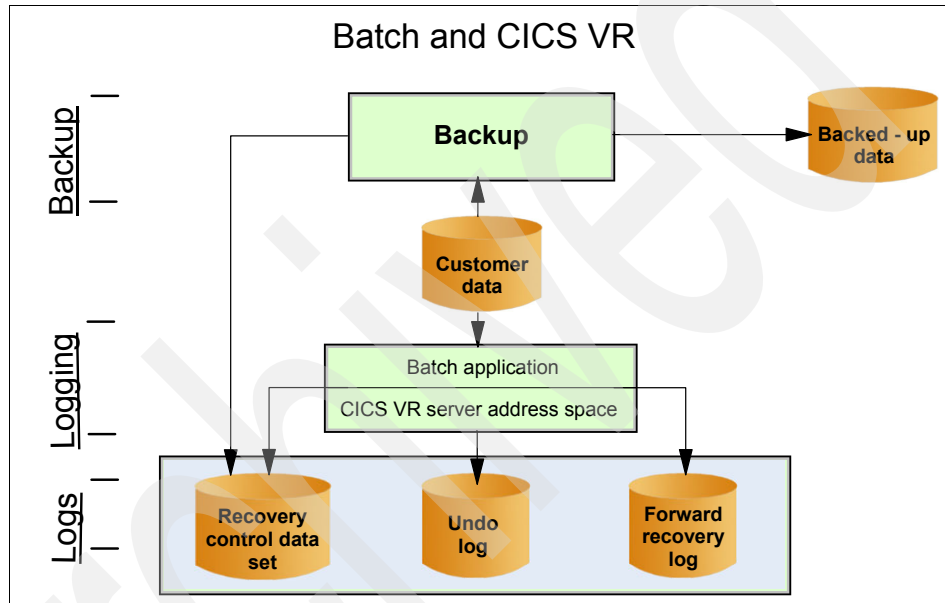 Batch and CICS VR
Backup
Backup
Backed - up
data
Customer
data
Logging
Batch application
CICS VR server address space
Logs
Recovery
control data
set
Undo
log
Forward
recovery
log